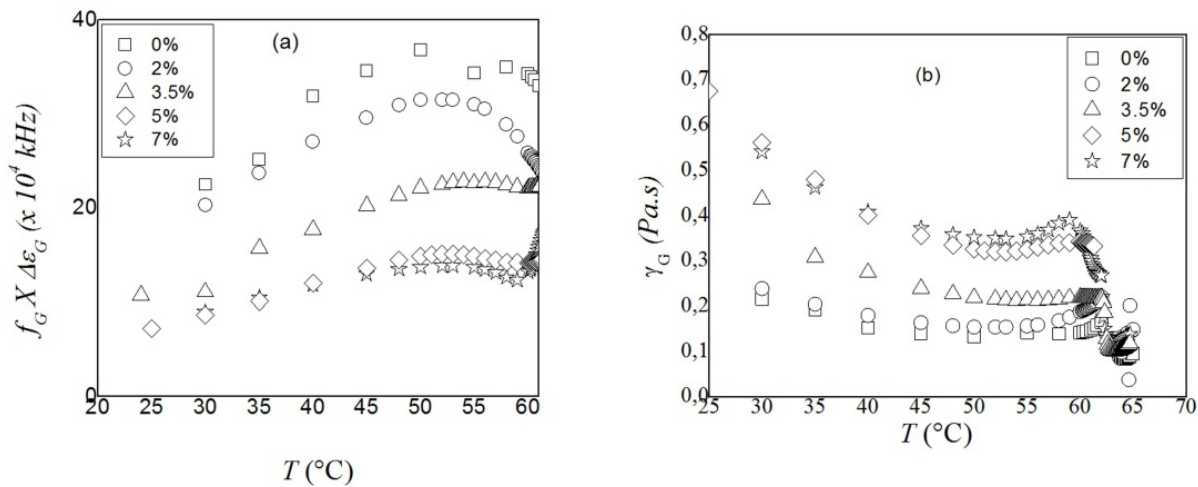 (a)
0%
2%
3.5%
5%
7%
40
20
0
20 25 30 35 40 45 50 55 60
f_G X Δε_G (x 10^4 kHz)
T (°C)
(b)
0%
2%
3.5%
5%
7%
0,8
0,7
0,6
0,5
0,4
0,3
0,2
0,1
0,0
25 30 35 40 45 50 55 60 65 70
γ_G (Pa.s)
T (°C)